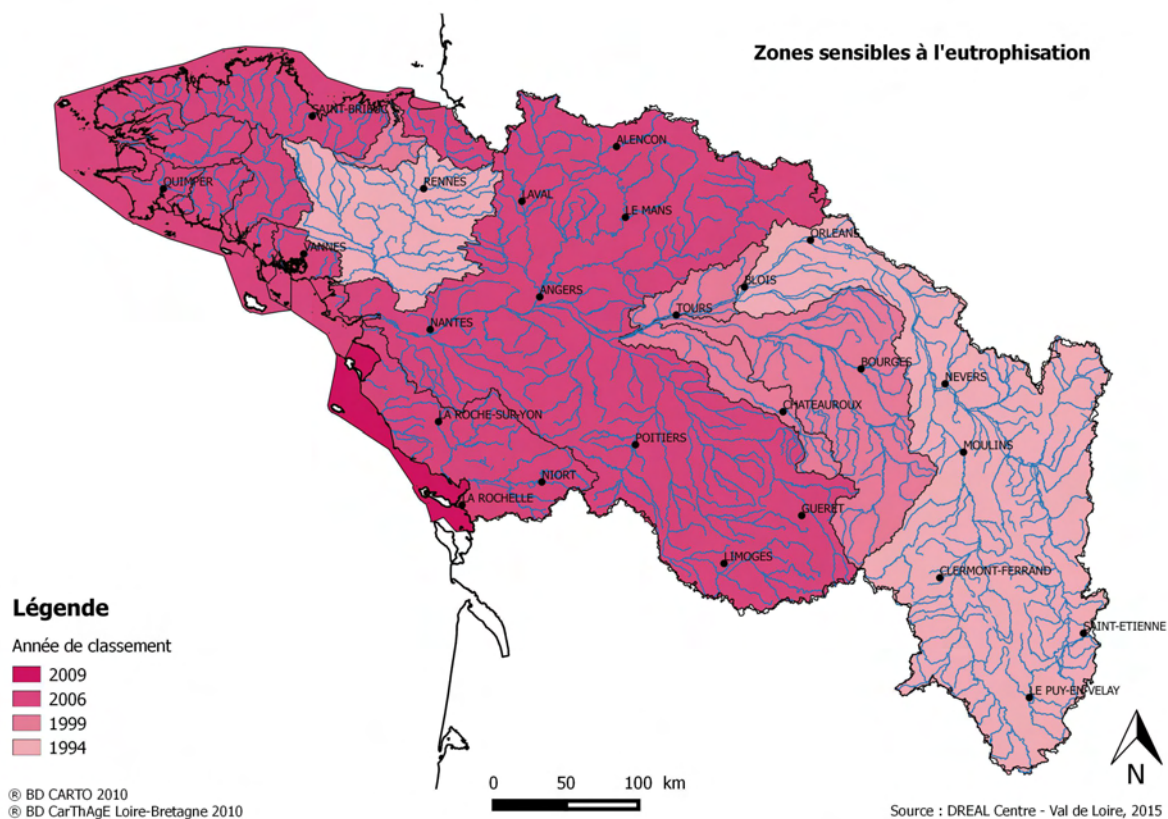 Zones sensibles à l'eutrophisation
SAINT-BRIEUC
ALENCON
QUIMPER
RENNES
LAVAL
LE MANS
ORLEANS
VANNES
BLOIS
ANGERS
TOURS
NANTES
BOURGES
NEVERS
CHATEAUROUX
LA ROCHE-SUR-YON
POITIERS
MOULINS
NIORT
LA ROCHELLE
GUERET
LIMOGES
CLERMONT-FERRAND
SAINT-ETIENNE
LE PUY-EN-VELAY
Légende
Année de classement
2009
2006
1999
1994
0 50 100 km
N
® BD CARTO 2010
® BD CarThAgE Loire-Bretagne 2010
Source : DREAL Centre - Val de Loire, 2015